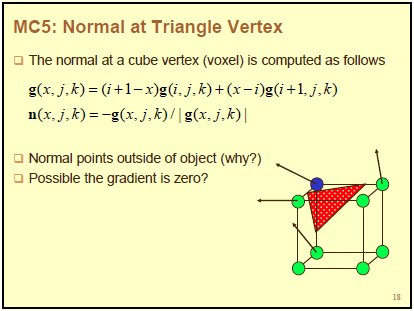 MC5: Normal at Triangle Vertex
The normal at a cube vertex (voxel) is computed as follows
g(x, j, k) = (i+1−x)g(i, j, k) + (x−i)g(i+1, j, k)
n(x, j, k) = −g(x, j, k) / | g(x, j, k) |
Normal points outside of object (why?)
Possible the gradient is zero?
18